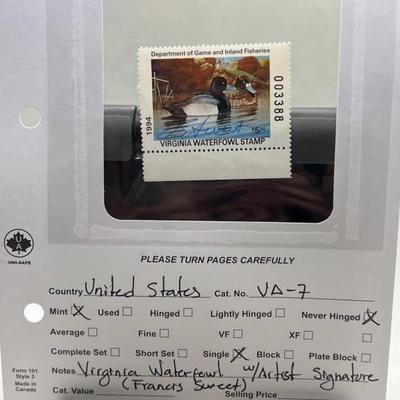 Department of Game and Inland Fisheries
003388
1994
$5.00
VIRGINIA WATERFOWL STAMP
UNI-SAFE
PLEASE TURN PAGES CAREFULLY
Country United States Cat. No. VA-7
Mint X Used Hinged Lightly Hinged Never Hinged X
Average Fine VF XF
Complete Set Short Set Single X Block Plate Block
Notes Virginia Waterfowl w/Artist Signature
(Francis Sweet)
Cat. Value Selling Price
Form 101
Style 3
Made in
Canada